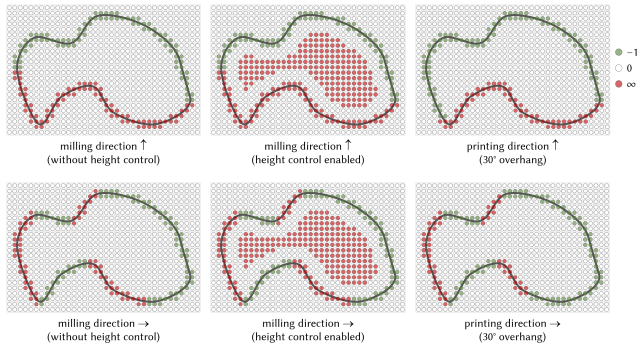 −1
0
∞
milling direction ↑
(without height control)
milling direction ↑
(height control enabled)
printing direction ↑
(30° overhang)
milling direction →
(without height control)
milling direction →
(height control enabled)
printing direction →
(30° overhang)